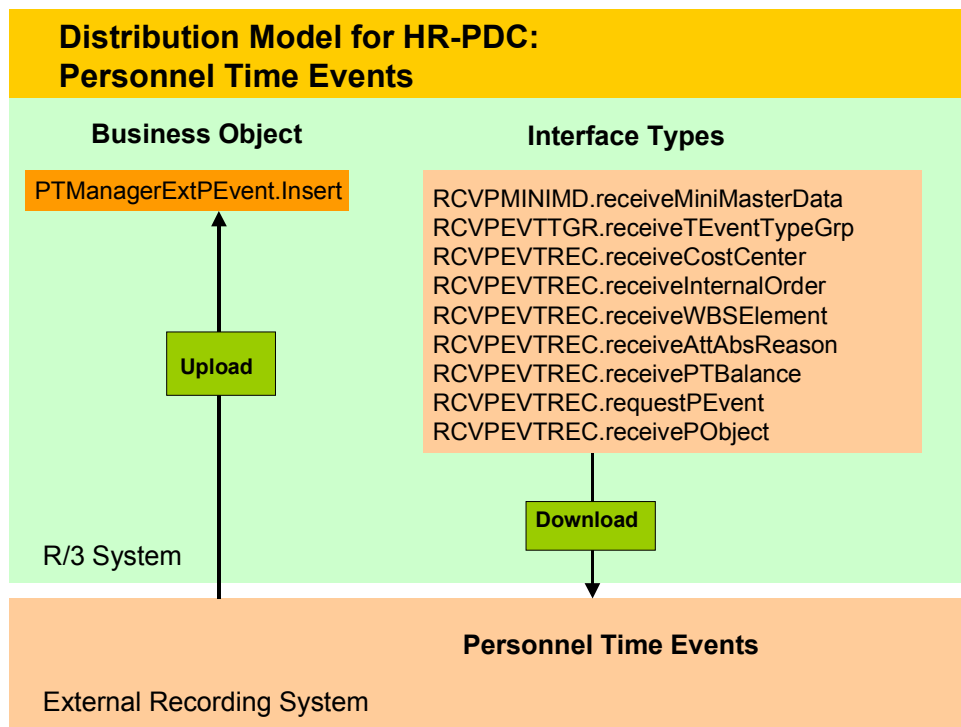 Distribution Model for HR-PDC:
Personnel Time Events
Business Object
PTManagerExtPEvent.Insert
Upload
Interface Types
RCVPMINIMD.receiveMiniMasterData
RCVPEVTTGR.receiveTEventTypeGrp
RCVPEVTREC.receiveCostCenter
RCVPEVTREC.receiveInternalOrder
RCVPEVTREC.receiveWBSElement
RCVPEVTREC.receiveAttAbsReason
RCVPEVTREC.receivePTBalance
RCVPEVTREC.requestPEvent
RCVPEVTREC.receivePObject
Download
R/3 System
Personnel Time Events
External Recording System